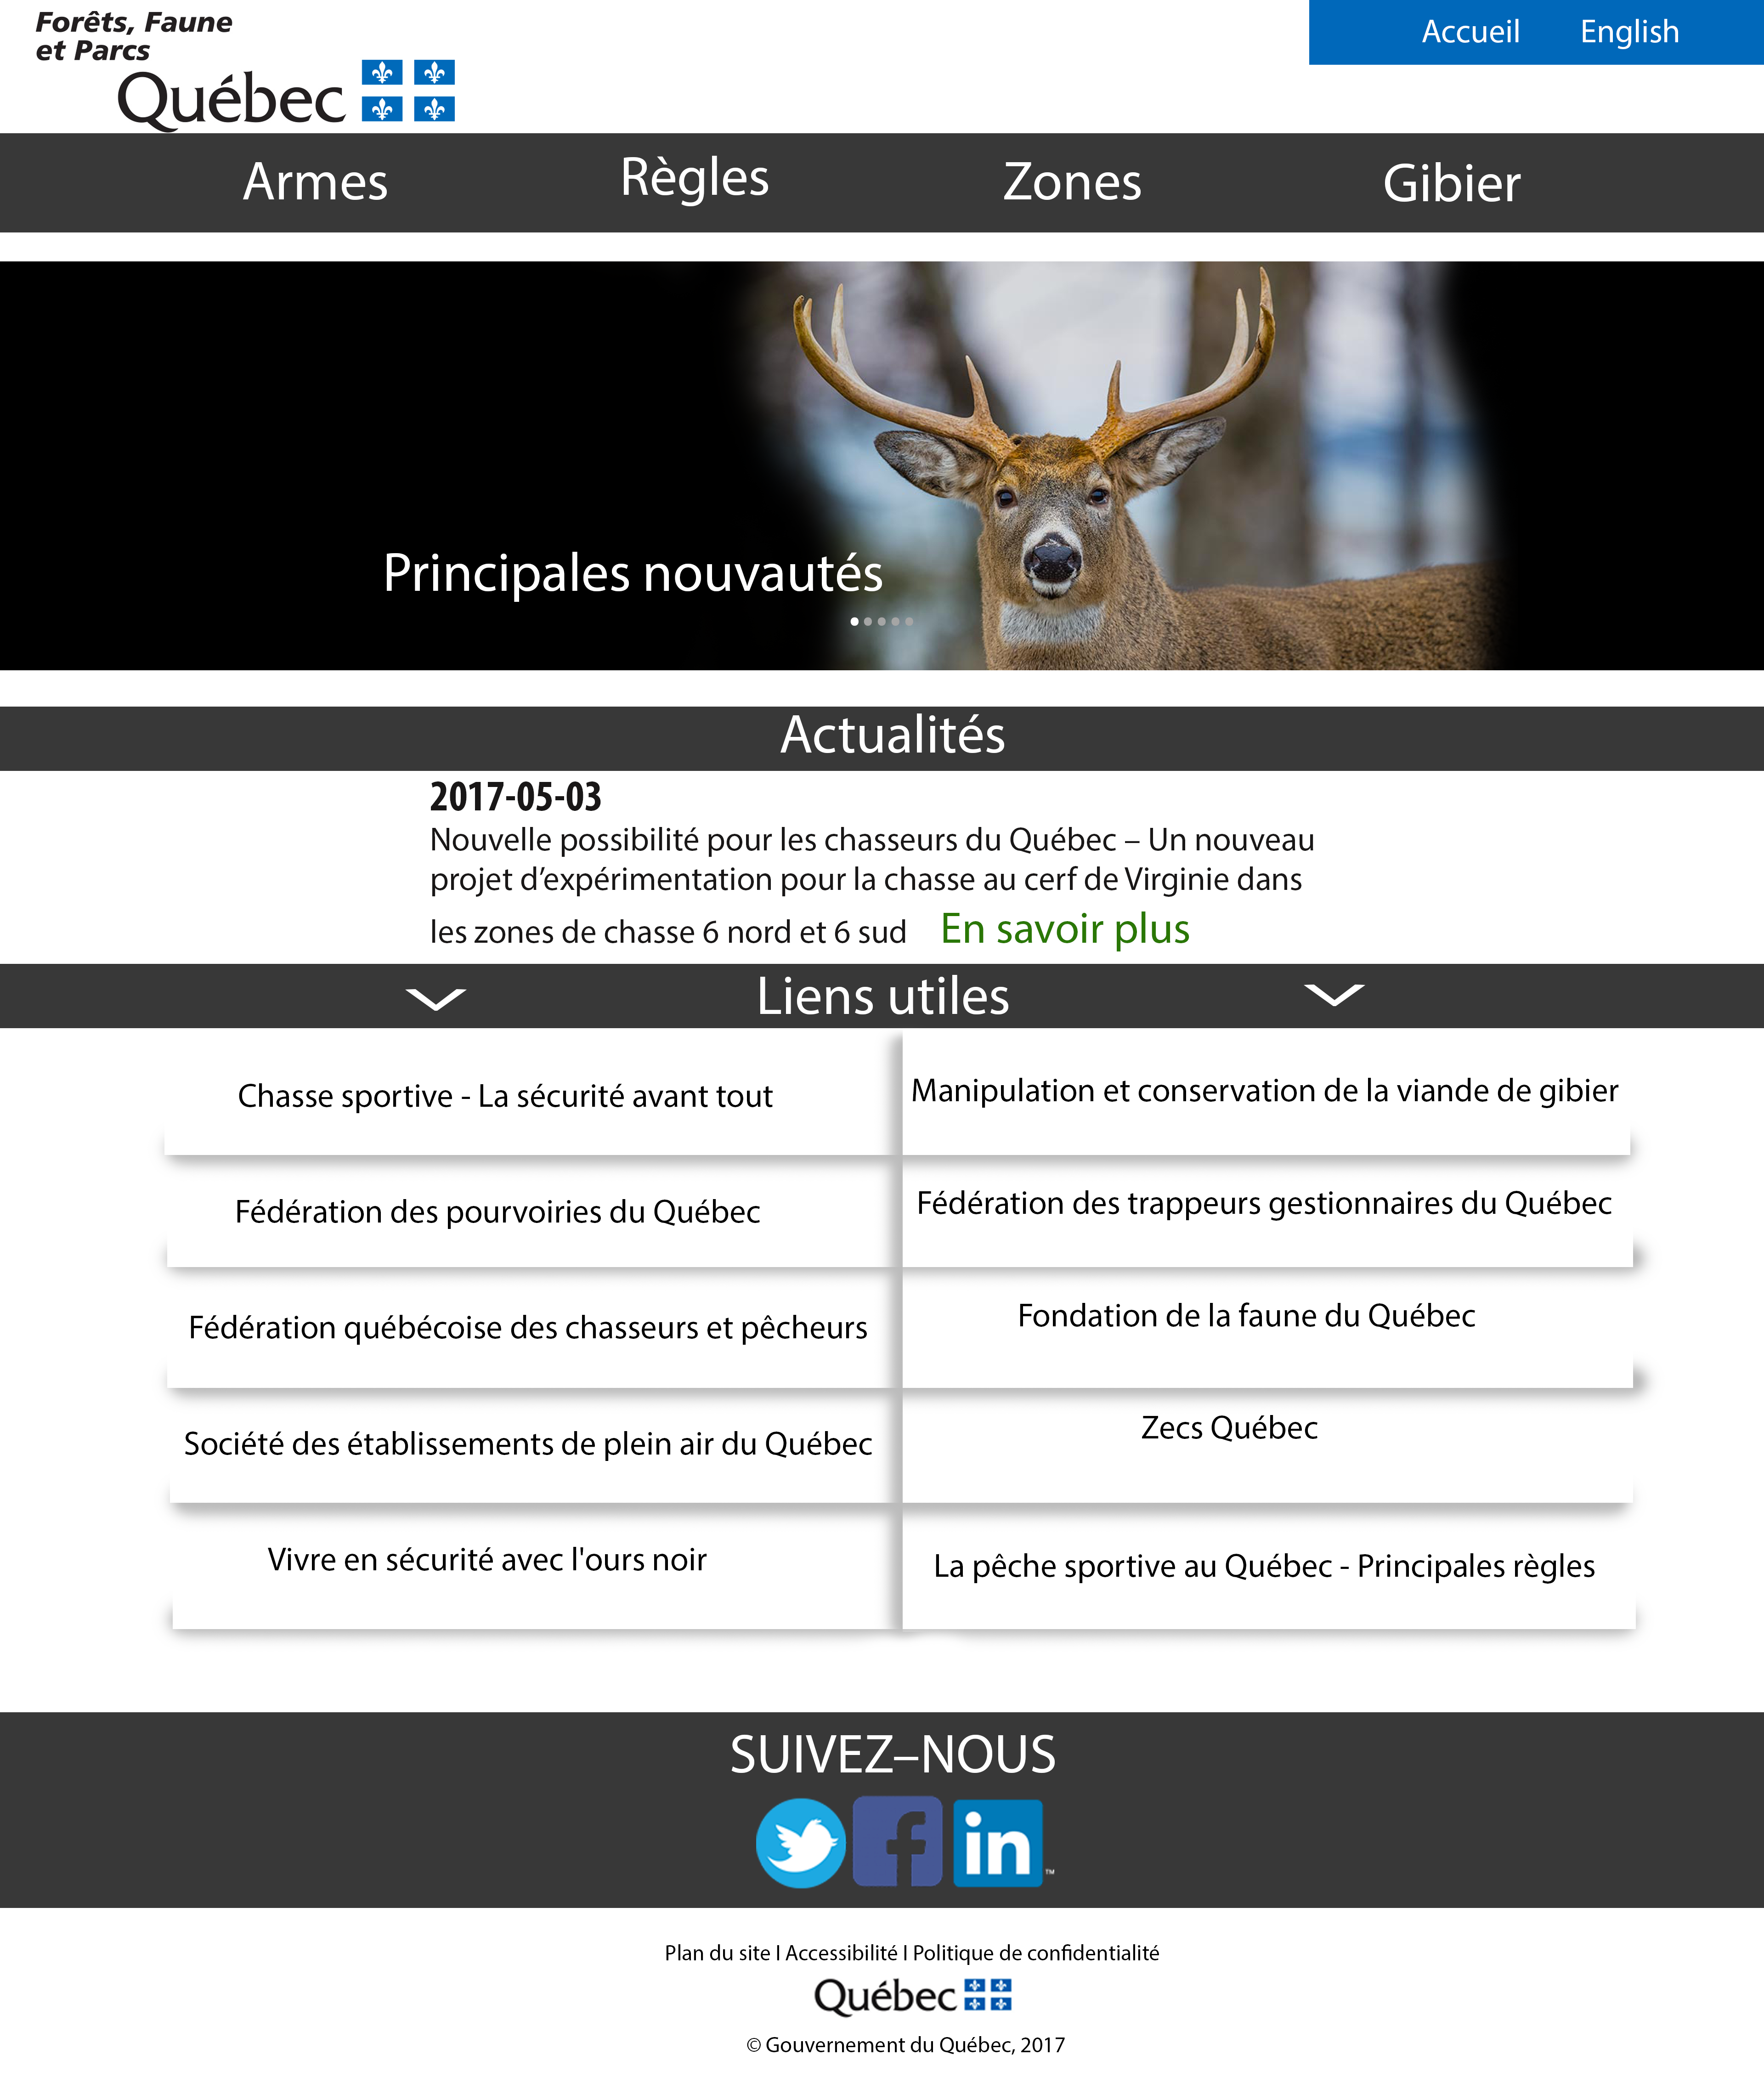 Forêts, Faune
et Parcs
Québec
Accueil English
Armes Règles Zones Gibier
Principales nouvautés
Actualités
2017-05-03
Nouvelle possibilité pour les chasseurs du Québec – Un nouveau
projet d’expérimentation pour la chasse au cerf de Virginie dans
les zones de chasse 6 nord et 6 sud En savoir plus
Liens utiles
Chasse sportive - La sécurité avant tout
Manipulation et conservation de la viande de gibier
Fédération des pourvoiries du Québec
Fédération des trappeurs gestionnaires du Québec
Fédération québécoise des chasseurs et pêcheurs
Fondation de la faune du Québec
Société des établissements de plein air du Québec
Zecs Québec
Vivre en sécurité avec l'ours noir
La pêche sportive au Québec - Principales règles
SUIVEZ–NOUS
f in ™
Plan du site I Accessibilité I Politique de confidentialité
Québec
© Gouvernement du Québec, 2017